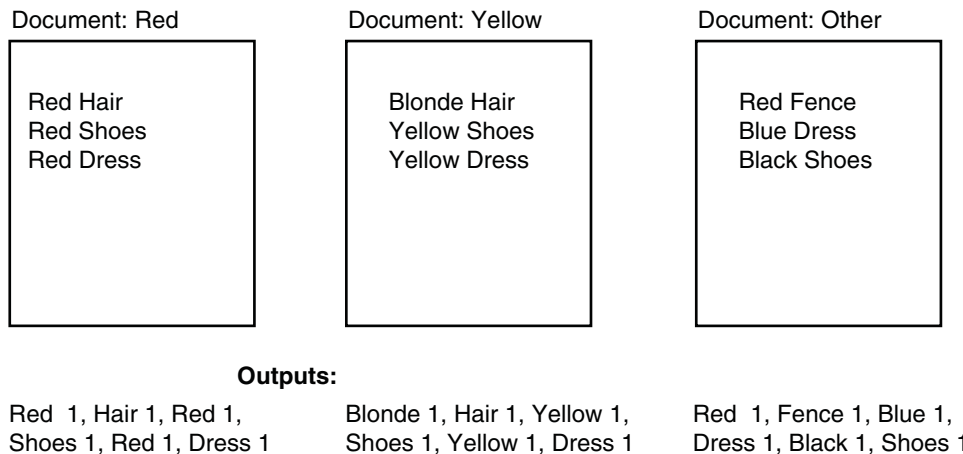 Document: Red
Red Hair
Red Shoes
Red Dress
Document: Yellow
Blonde Hair
Yellow Shoes
Yellow Dress
Document: Other
Red Fence
Blue Dress
Black Shoes
Outputs:
Red 1, Hair 1, Red 1,
Shoes 1, Red 1, Dress 1
Blonde 1, Hair 1, Yellow 1,
Shoes 1, Yellow 1, Dress 1
Red 1, Fence 1, Blue 1,
Dress 1, Black 1, Shoes 1